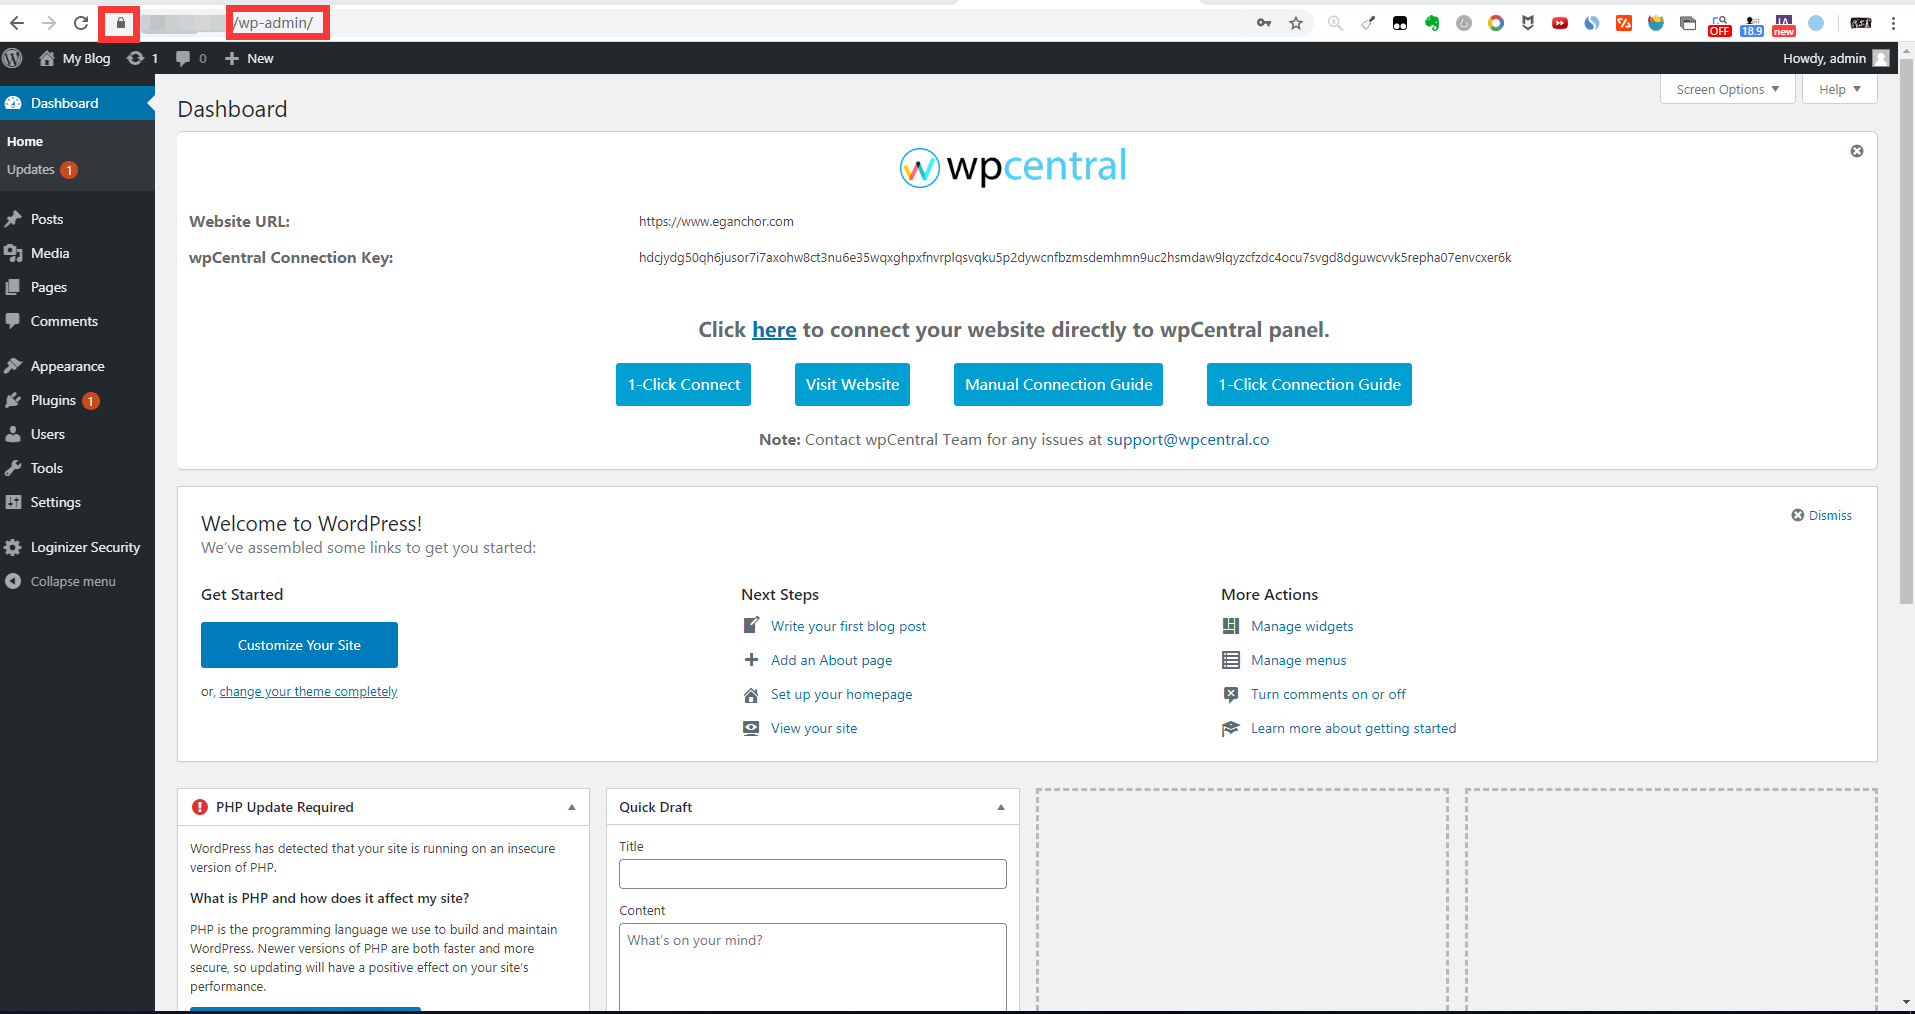 /wp-admin/
OFF
18.9
new
My Blog 1 0 New
Howdy, admin
Dashboard
Home
Updates 1
Posts
Media
Pages
Comments
Appearance
Plugins 1
Users
Tools
Settings
Loginizer Security
Collapse menu
Dashboard
Screen Options
Help
wpcentral
Website URL:
https://www.eganchor.com
wpCentral Connection Key:
hdcjydg50qh6jusor7i7axohw8ct3nu6e35wqxghpxfnvrplqsvqku5p2dywcnfbzmsdemhmn9uc2hsmdaw9lqyzcfzdc4ocu7svgd8dguwcvvk5repha07envcxer6k
Click here to connect your website directly to wpCentral panel.
1-Click Connect
Visit Website
Manual Connection Guide
1-Click Connection Guide
Note: Contact wpCentral Team for any issues at support@wpcentral.co
Welcome to WordPress!
Dismiss
We’ve assembled some links to get you started:
Get Started
Customize Your Site
or, change your theme completely
Next Steps
Write your first blog post
Add an About page
Set up your homepage
View your site
More Actions
Manage widgets
Manage menus
Turn comments on or off
Learn more about getting started
PHP Update Required
WordPress has detected that your site is running on an insecure
version of PHP.
What is PHP and how does it affect my site?
PHP is the programming language we use to build and maintain
WordPress. Newer versions of PHP are both faster and more
secure, so updating will have a positive effect on your site’s
performance.
Quick Draft
Title
Content
What’s on your mind?